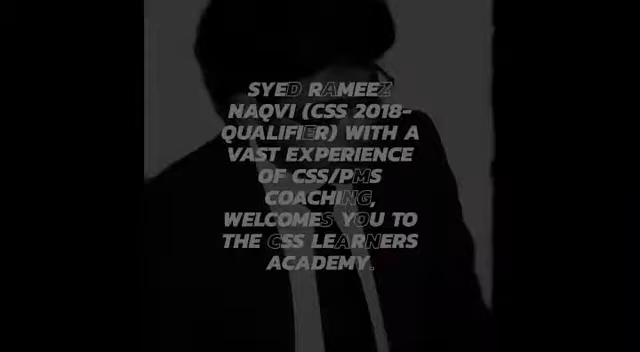 SYED RAMEEZ
NAQVI (CSS 2018-
QUALIFIER) WITH A
VAST EXPERIENCE
OF CSS/PMS
COACHING,
WELCOMES YOU TO
THE CSS LEARNERS
ACADEMY.